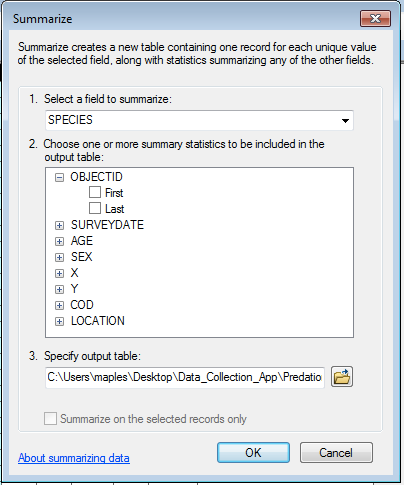 Summarize
Summarize creates a new table containing one record for each unique value
of the selected field, along with statistics summarizing any of the other fields.
1. Select a field to summarize:
SPECIES
2. Choose one or more summary statistics to be included in the
output table:
OBJECTID
First
Last
SURVEYDATE
AGE
SEX
X
Y
COD
LOCATION
3. Specify output table:
C:\Users\maples\Desktop\Data_Collection_App\Predatio
Summarize on the selected records only
About summarizing data
OK
Cancel